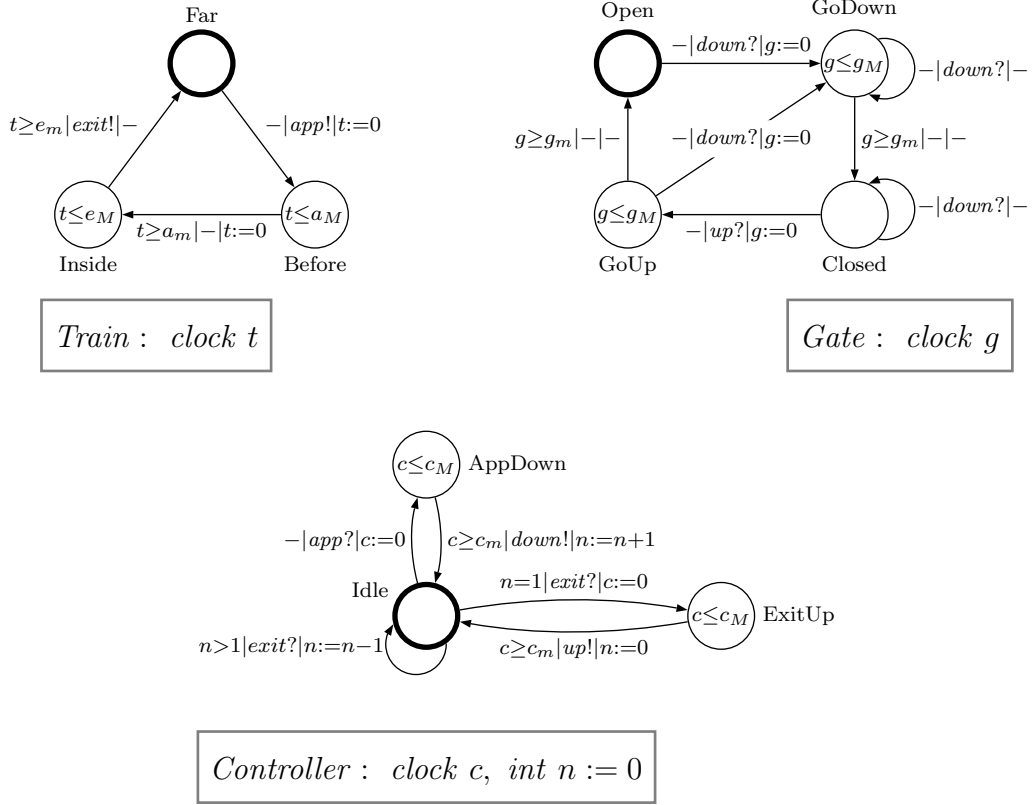 Far
t≥e_m|exit!|−
−|app!|t:=0
t≤e_M
t≥a_m|−|t:=0
t≤a_M
Inside
Before
Train : clock t
Open
GoDown
−|down?|g:=0
g≤g_M
−|down?|−
g≥g_m|−|−
−|down?|g:=0
g≥g_m|−|−
g≤g_M
−|up?|g:=0
−|down?|−
GoUp
Closed
Gate : clock g
c≤c_M
AppDown
−|app?|c:=0
c≥c_m|down!|n:=n+1
Idle
n=1|exit?|c:=0
c≤c_M
ExitUp
n>1|exit?|n:=n−1
c≥c_m|up!|n:=0
Controller : clock c, int n := 0